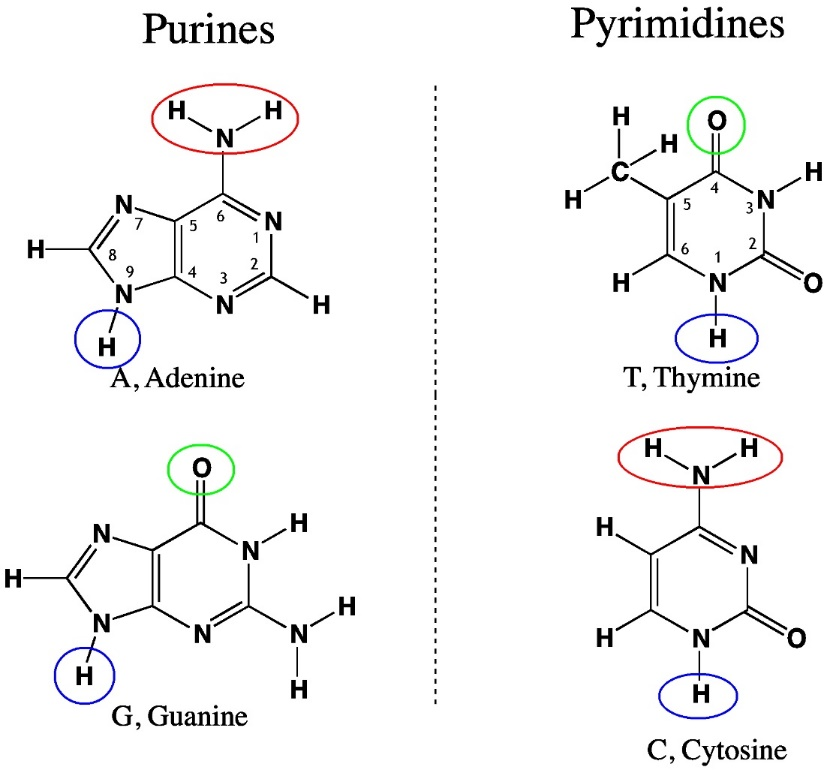 Purines
Pyrimidines
H H
N
N 7 5 6 N
1
H 8 9 4 3 2
N N H
H
A, Adenine
H O
H
C 4 H
H 5 3 N
6 1 2
H N O
H
T, Thymine
O
N N H
H
N N N H
H H
G, Guanine
H H
N
H N
H N O
H
C, Cytosine